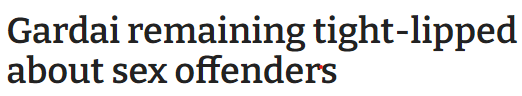 Gardai remaining tight-lipped
about sex offenders